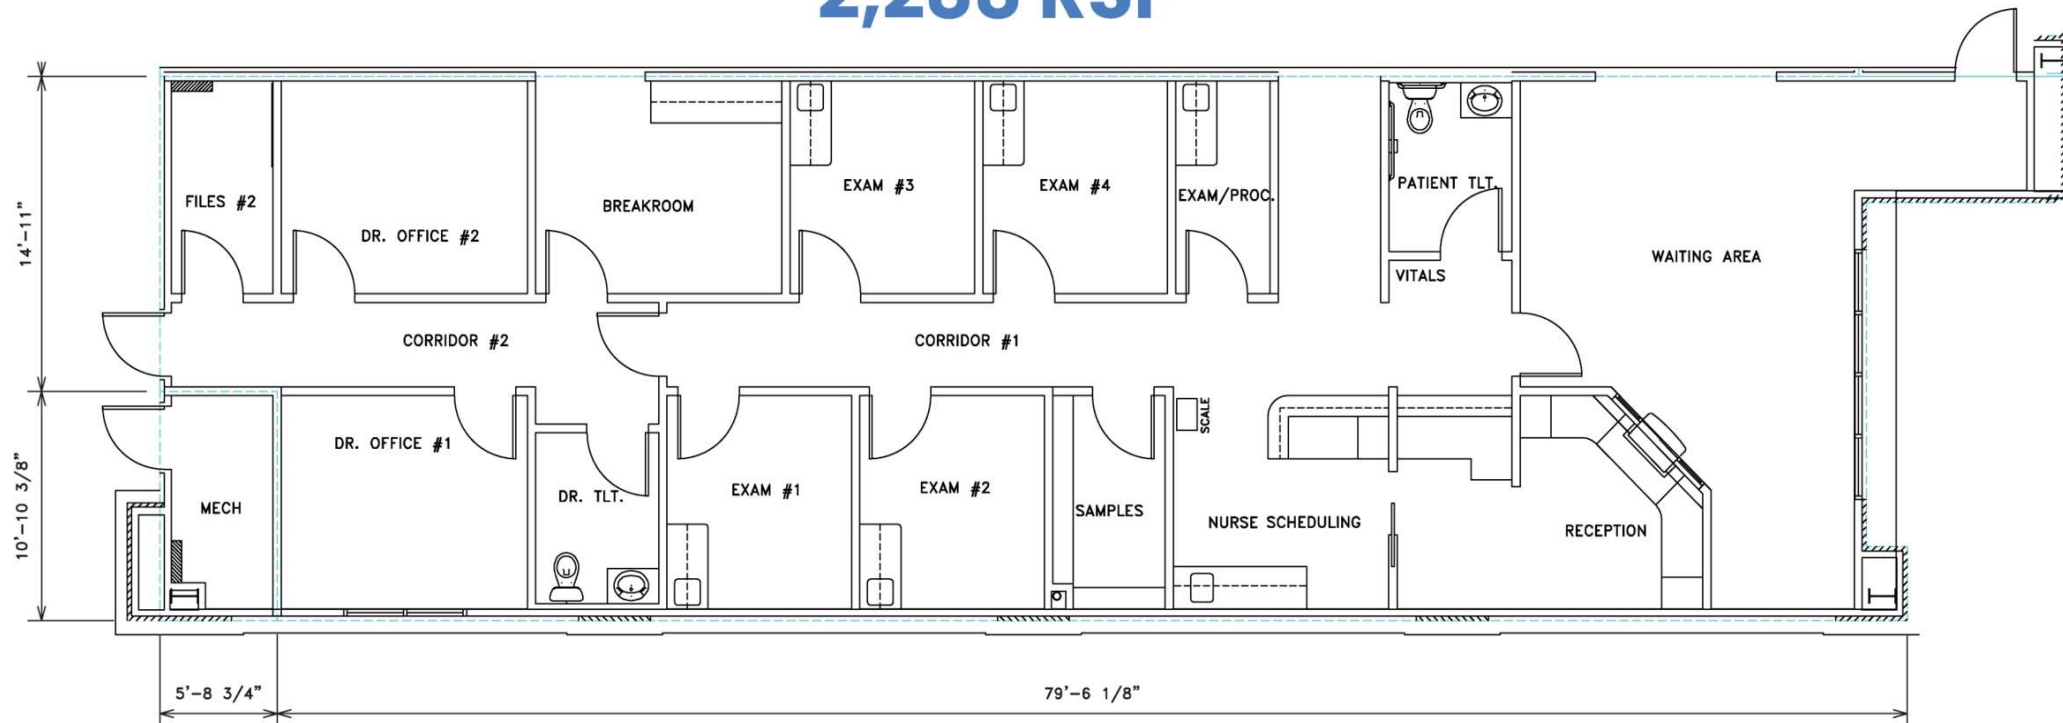 RSF
14'-11"
FILES #2
DR. OFFICE #2
BREAKROOM
EXAM #3
EXAM #4
EXAM/PROC.
PATIENT TLT.
VITALS
WAITING AREA
CORRIDOR #2
CORRIDOR #1
10'-10 3/8"
MECH
DR. OFFICE #1
DR. TLT.
EXAM #1
EXAM #2
SAMPLES
SCALE
NURSE SCHEDULING
RECEPTION
5'-8 3/4"
79'-6 1/8"